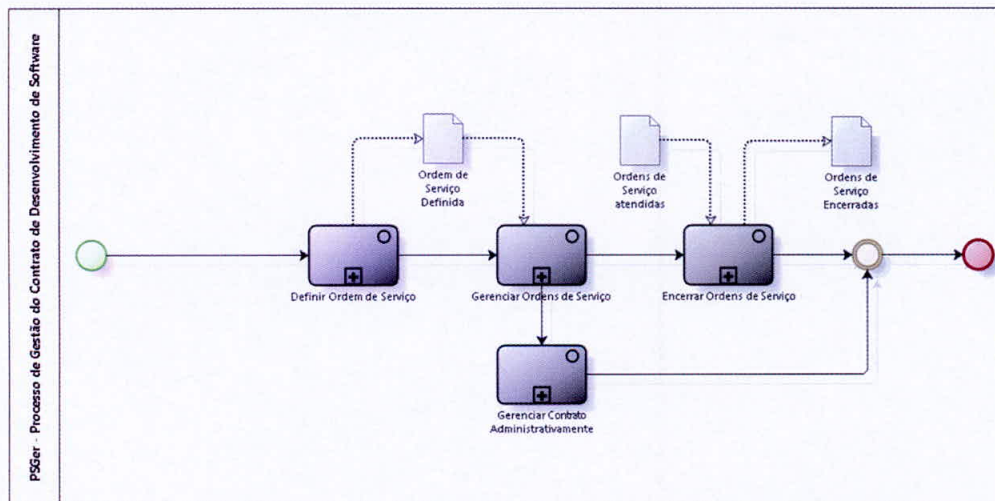 PSGer - Processo de Gestão do Contrato de Desenvolvimento de Software
Ordem de
Serviço
Definida
Ordens de
Serviço
atendidas
Ordens de
Serviço
Encerradas
Definir Ordem de Serviço
Gerenciar Ordens de Serviço
Encerrar Ordens de Serviço
Gerenciar Contrato
Administrativamente